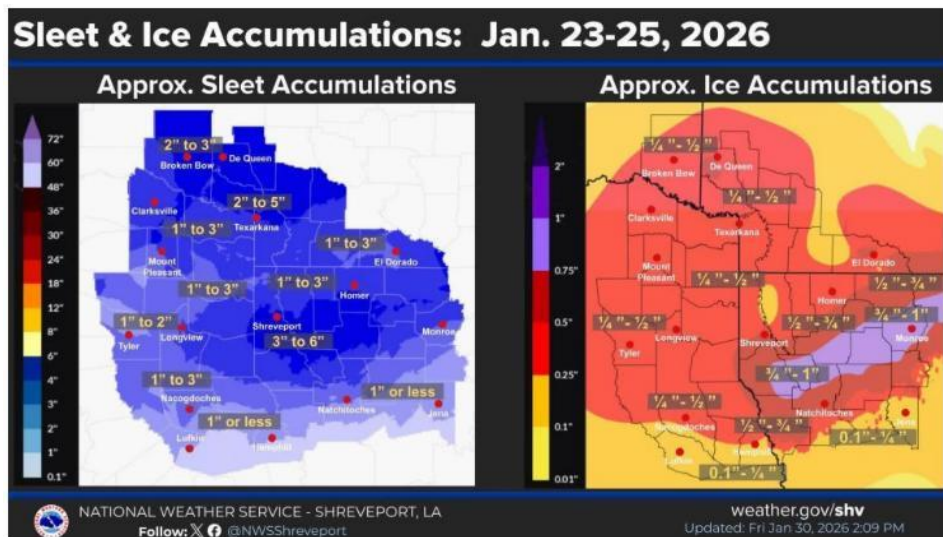 Sleet & Ice Accumulations: Jan. 23-25, 2026
Approx. Sleet Accumulations
72"
60"
48"
36"
30"
24"
18"
12"
8"
6"
4"
3"
2"
1"
0.1"
2" to 3"
Broken Bow
De Queen
Clarksville
2" to 5"
Texarkana
1" to 3"
Mount
Pleasant
1" to 3"
El Dorado
1" to 3"
1" to 3"
Homer
1" to 2"
Tyler
Longview
Shreveport
3" to 6"
Monroe
1" to 3"
Nacogdoches
1" or less
Natchitoches
Jena
1" or less
Lufkin
Hemphill
Approx. Ice Accumulations
2"
1"
0.75"
0.5"
0.25"
0.1"
0.01"
¼"-½"
Broken Bow
De Queen
Clarksville
¼"-½"
Texarkana
Mount
Pleasant
El Dorado
¼"-½"
½"-¾"
Homer
¼"-½"
Tyler
Longview
Shreveport
½"-¾"
¾"-1"
Monroe
¾"-1"
¼"-½"
Nacogdoches
Natchitoches
Jena
½"-¾"
0.1"-¼"
Lufkin
Hemphill
0.1"-¼"
NATIONAL WEATHER SERVICE - SHREVEPORT, LA
Follow: X f @NWSShreveport
weather.gov/shv
Updated: Fri Jan 30, 2026 2:09 PM